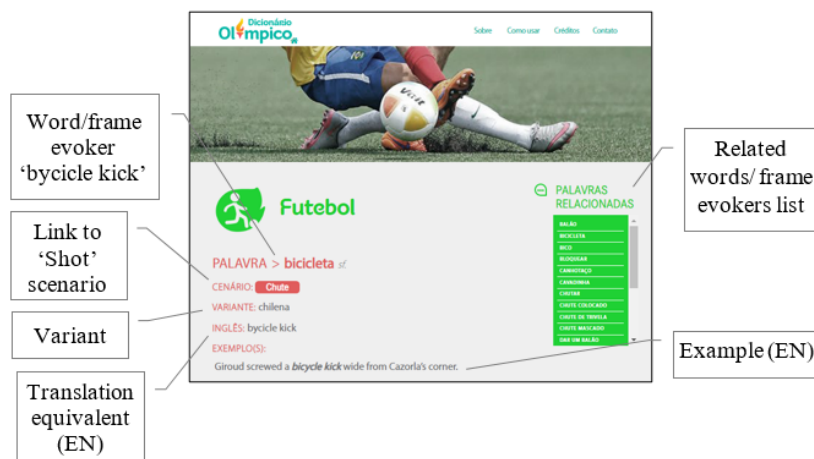 Dicionário
Olímpico
Sobre Como usar Créditos Contato
Word/frame
evoker
‘bycicle kick’
Link to
‘Shot’
scenario
Variant
Translation
equivalent
(EN)
Futebol
PALAVRA > bicicleta sf.
CENÁRIO: Chute
VARIANTE: chilena
INGLÊS: bycicle kick
EXEMPLO(S):
Giroud screwed a bicycle kick wide from Cazorla's corner.
PALAVRAS
RELACIONADAS
BALÃO
BICICLETA
BICO
BLOQUEAR
CANHOTAÇO
CAVADINHA
CHUTAR
CHUTE COLOCADO
CHUTE DE TRIVELA
CHUTE MASCADO
DAR UM BALÃO
Related
words/ frame
evokers list
Example (EN)